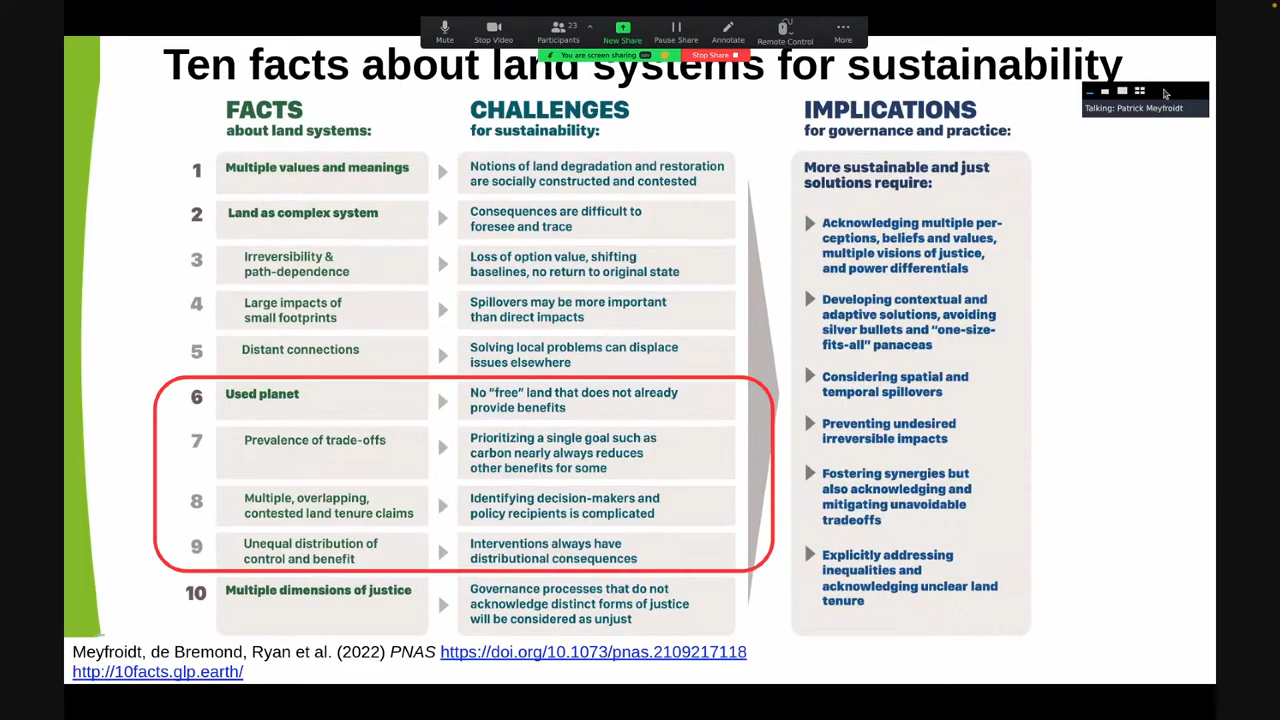 23
Mute
Stop Video
Participants
New Share
Pause Share
Annotate
Remote Control
More
You are screen sharing
Stop Share
Ten facts about land systems for sustainability
Talking: Patrick Meyfroidt
FACTS
about land systems:
CHALLENGES
for sustainability:
IMPLICATIONS
for governance and practice:
1
Multiple values and meanings
Notions of land degradation and restoration
are socially constructed and contested
2
Land as complex system
Consequences are difficult to
foresee and trace
3
Irreversibility &
path-dependence
Loss of option value, shifting
baselines, no return to original state
4
Large impacts of
small footprints
Spillovers may be more important
than direct impacts
5
Distant connections
Solving local problems can displace
issues elsewhere
6
Used planet
No “free” land that does not already
provide benefits
7
Prevalence of trade-offs
Prioritizing a single goal such as
carbon nearly always reduces
other benefits for some
8
Multiple, overlapping,
contested land tenure claims
Identifying decision-makers and
policy recipients is complicated
9
Unequal distribution of
control and benefit
Interventions always have
distributional consequences
10
Multiple dimensions of justice
Governance processes that do not
acknowledge distinct forms of justice
will be considered as unjust
More sustainable and just
solutions require:
Acknowledging multiple per-
ceptions, beliefs and values,
multiple visions of justice,
and power differentials
Developing contextual and
adaptive solutions, avoiding
silver bullets and “one-size-
fits-all” panaceas
Considering spatial and
temporal spillovers
Preventing undesired
irreversible impacts
Fostering synergies but
also acknowledging and
mitigating unavoidable
tradeoffs
Explicitly addressing
inequalities and
acknowledging unclear land
tenure
Meyfroidt, de Bremond, Ryan et al. (2022) PNAS https://doi.org/10.1073/pnas.2109217118
http://10facts.glp.earth/